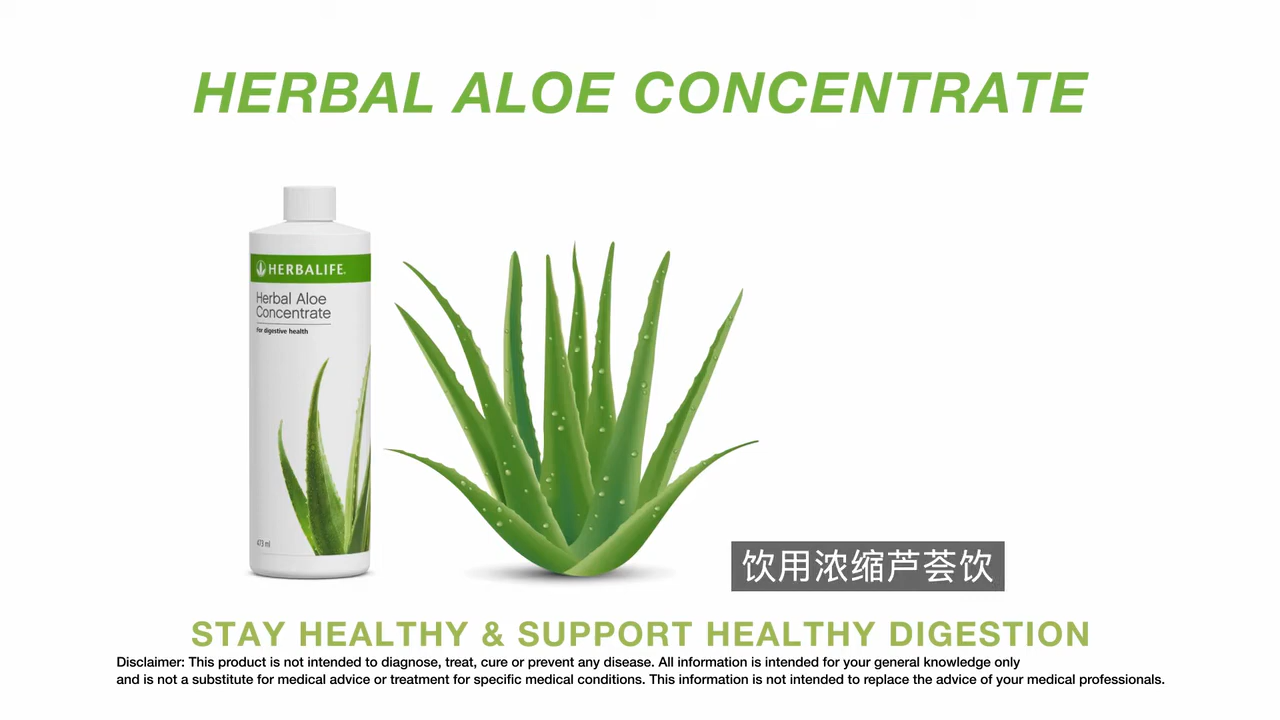 HERBAL ALOE CONCENTRATE
HERBALIFE.
Herbal Aloe
Concentrate
For digestive health
473 ml
饮用浓缩芦荟饮
STAY HEALTHY & SUPPORT HEALTHY DIGESTION
Disclaimer: This product is not intended to diagnose, treat, cure or prevent any disease. All information is intended for your general knowledge only
and is not a substitute for medical advice or treatment for specific medical conditions. This information is not intended to replace the advice of your medical professionals.